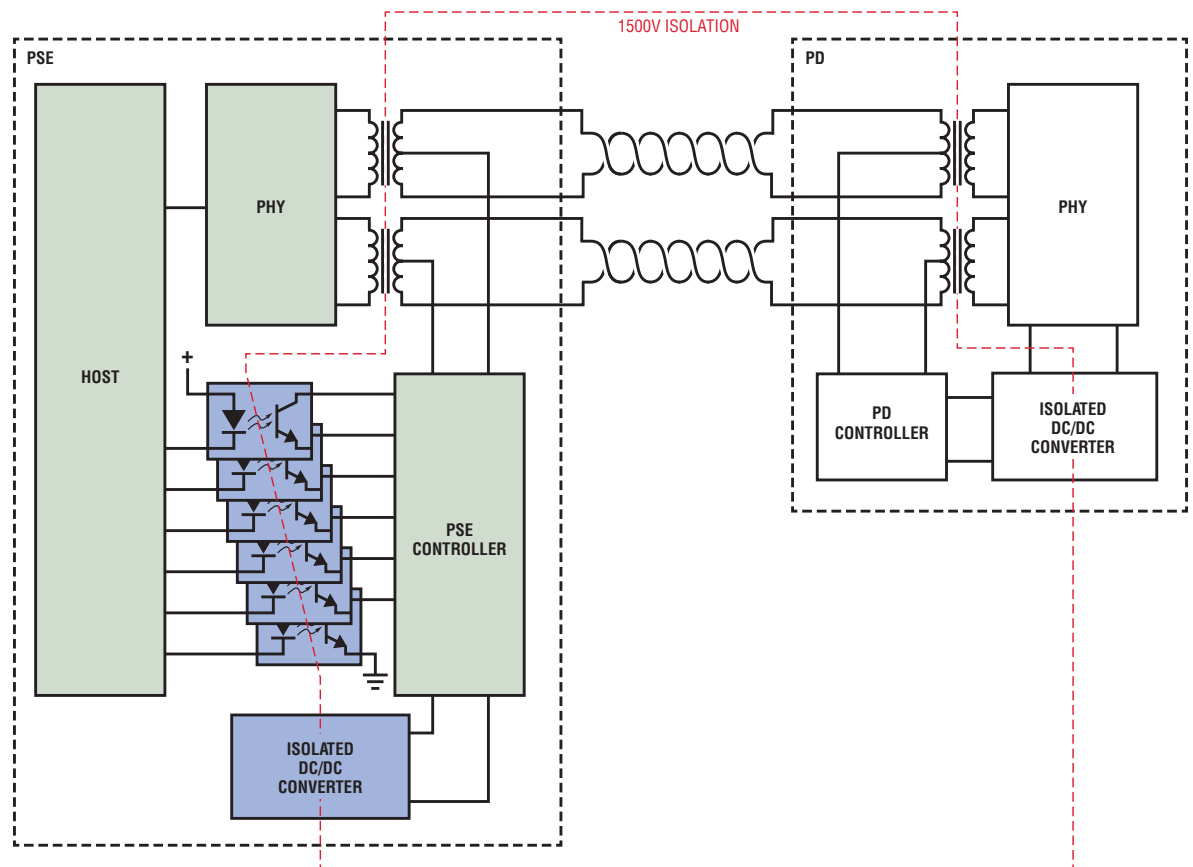 1500V ISOLATION
PSE
PD
PHY
PHY
HOST
+
PD
CONTROLLER
ISOLATED
DC/DC
CONVERTER
PSE
CONTROLLER
ISOLATED
DC/DC
CONVERTER